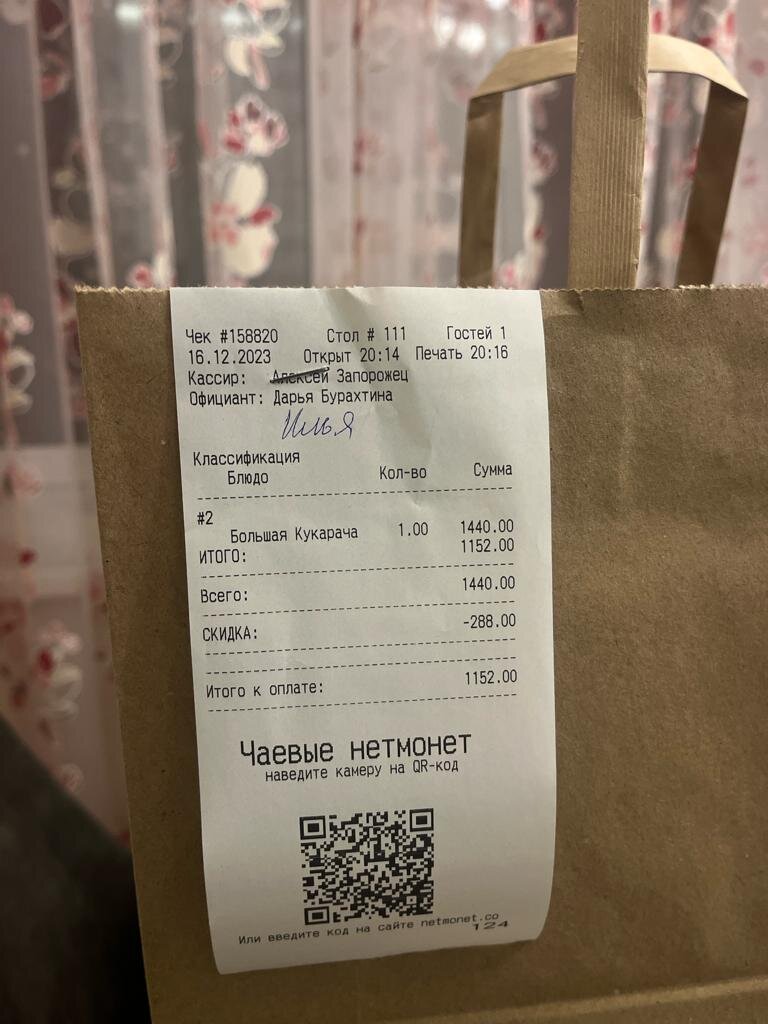 Чек #158820 Стол # 111 Гостей 1
16.12.2023 Открыт 20:14 Печать 20:16
Кассир: Алексей Запорожец
Официант: Дарья Бурахтина
Илья
Классификация
Блюдо Кол-во Сумма
#2
Большая Кукарача 1.00 1440.00
ИТОГО: 1152.00
Всего: 1440.00
СКИДКА: -288.00
Итого к оплате: 1152.00
Чаевые нетмонет
наведите камеру на QR-код
Или введите код на сайте netmonet.co
124